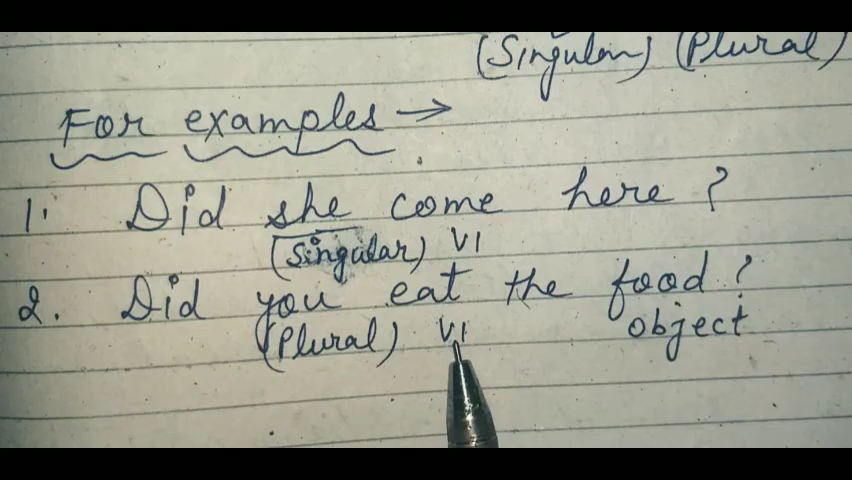 (Singular) (Plural)
For examples →
1. Did she come here ?
(Singular) V1
2. Did you eat the food ?
(Plural) V1 object